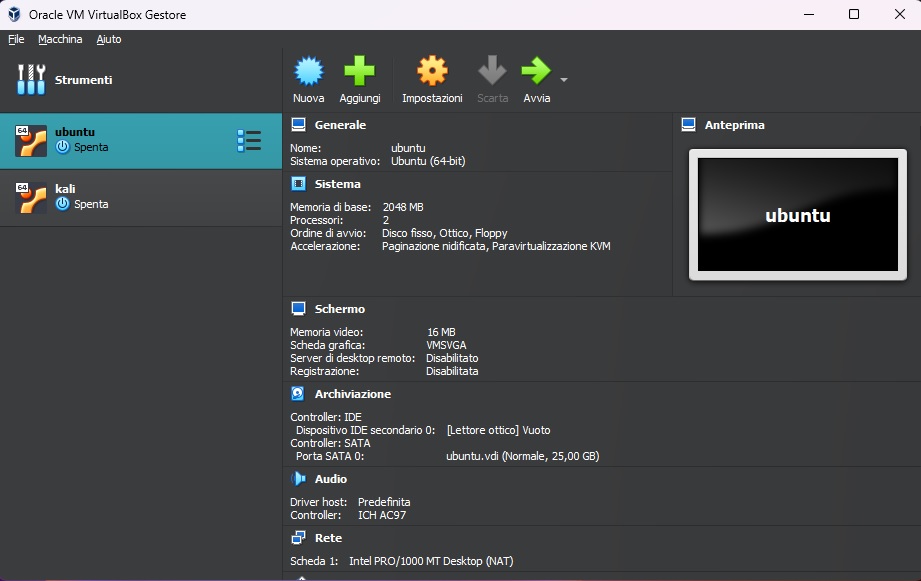 Oracle VM VirtualBox Gestore
File Macchina Aiuto
Strumenti
64
ubuntu
Spenta
64
kali
Spenta
Nuova Aggiungi Impostazioni Scarta Avvia
Generale
Nome: ubuntu
Sistema operativo: Ubuntu (64-bit)
Sistema
Memoria di base: 2048 MB
Processori: 2
Ordine di avvio: Disco fisso, Ottico, Floppy
Accelerazione: Paginazione nidificata, Paravirtualizzazione KVM
Anteprima
ubuntu
Schermo
Memoria video: 16 MB
Scheda grafica: VMSVGA
Server di desktop remoto: Disabilitato
Registrazione: Disabilitata
Archiviazione
Controller: IDE
Dispositivo IDE secondario 0: [Lettore ottico] Vuoto
Controller: SATA
Porta SATA 0: ubuntu.vdi (Normale, 25,00 GB)
Audio
Driver host: Predefinita
Controller: ICH AC97
Rete
Scheda 1: Intel PRO/1000 MT Desktop (NAT)